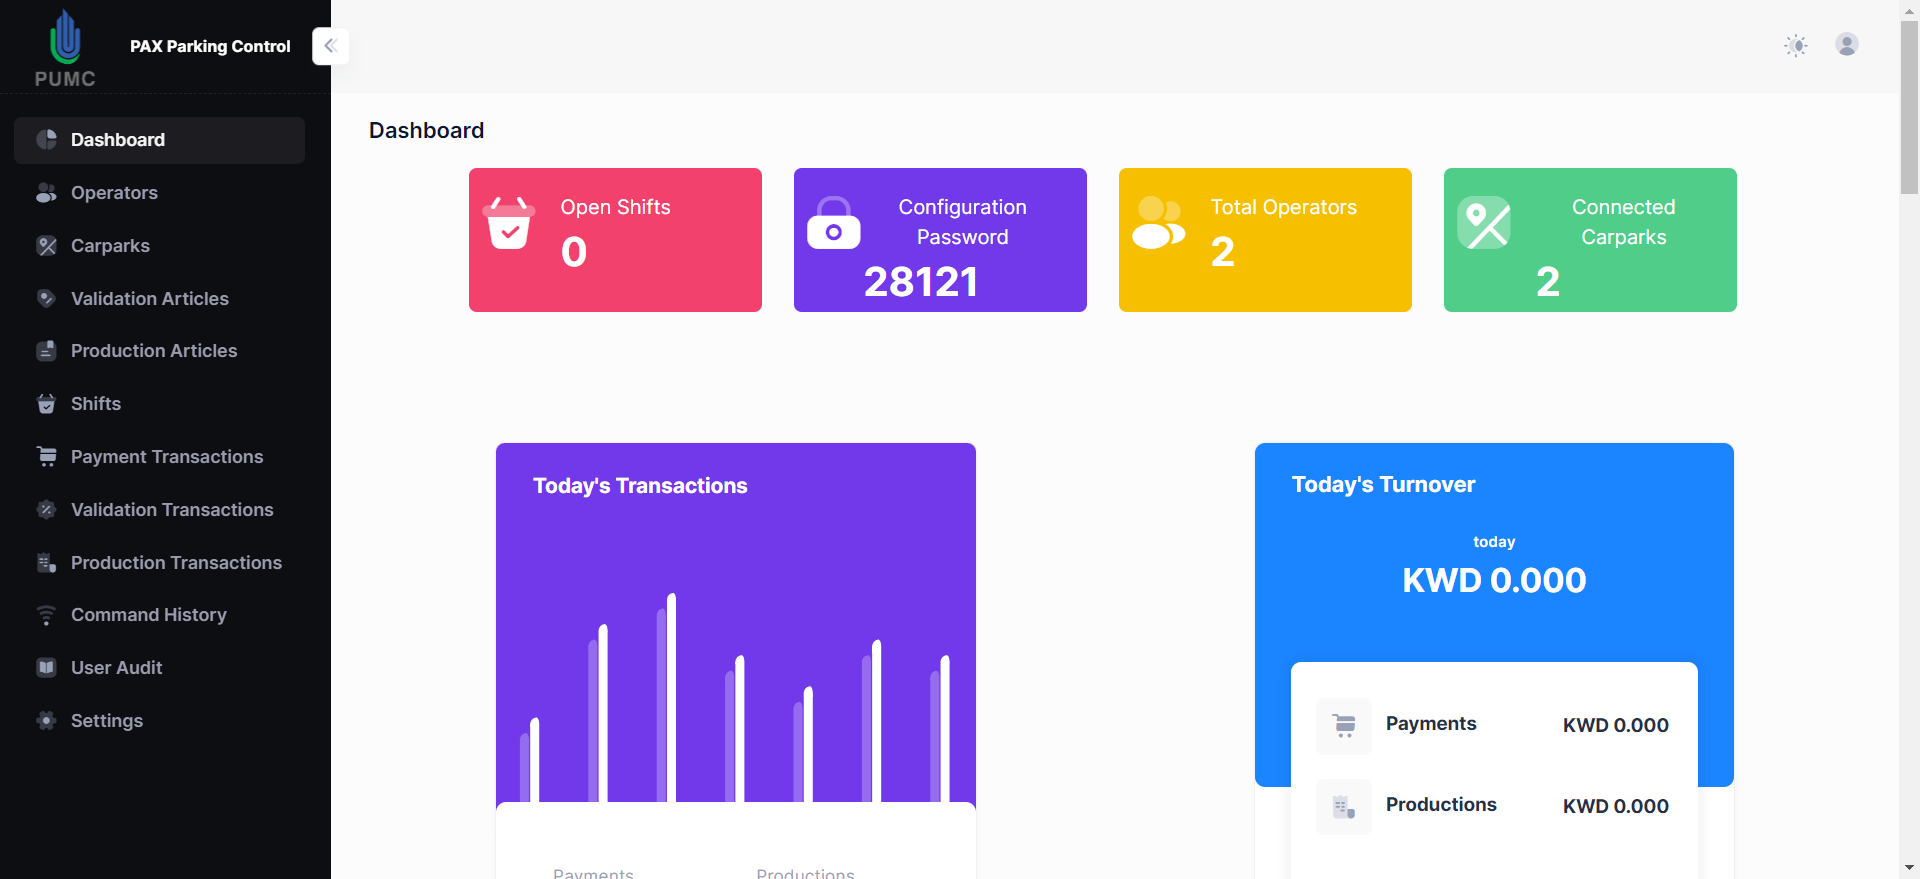 PUMC
PAX Parking Control
Dashboard
Operators
Carparks
Validation Articles
Production Articles
Shifts
Payment Transactions
Validation Transactions
Production Transactions
Command History
User Audit
Settings
Dashboard
Open Shifts
0
Configuration
Password
28121
Total Operators
2
Connected
Carparks
2
Today's Transactions
Payments
Productions
Today's Turnover
today
KWD 0.000
Payments
KWD 0.000
Productions
KWD 0.000